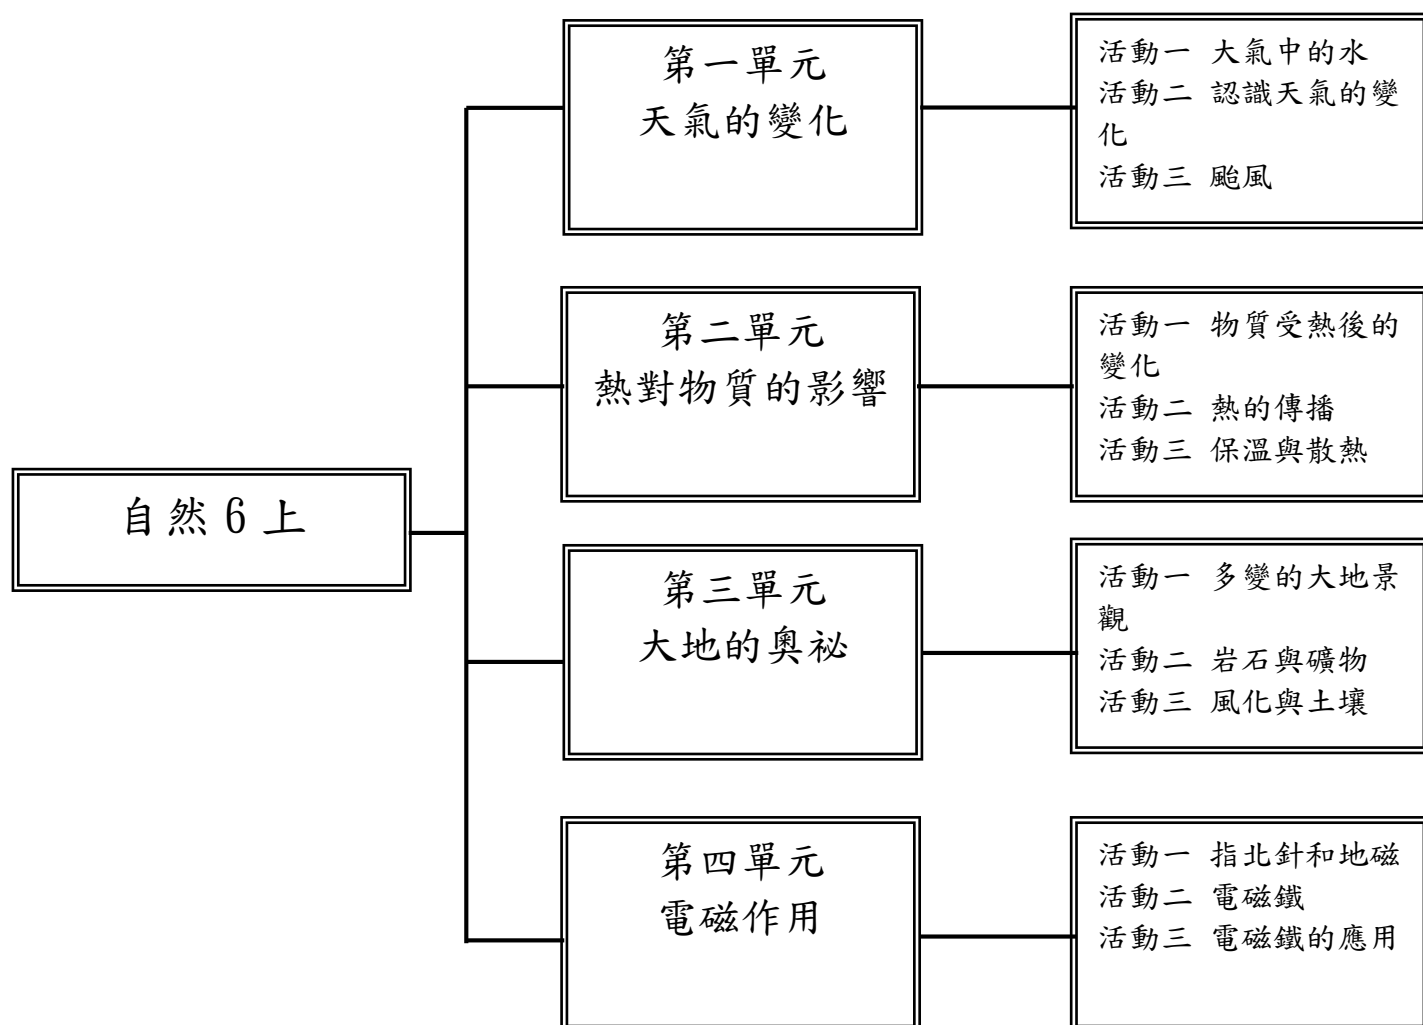 自然6上
第一單元
天氣的變化
活動一 大氣中的水
活動二 認識天氣的變
化
活動三 颱風
第二單元
熱對物質的影響
活動一 物質受熱後的
變化
活動二 熱的傳播
活動三 保溫與散熱
第三單元
大地的奧祕
活動一 多變的大地景
觀
活動二 岩石與礦物
活動三 風化與土壤
第四單元
電磁作用
活動一 指北針和地磁
活動二 電磁鐵
活動三 電磁鐵的應用